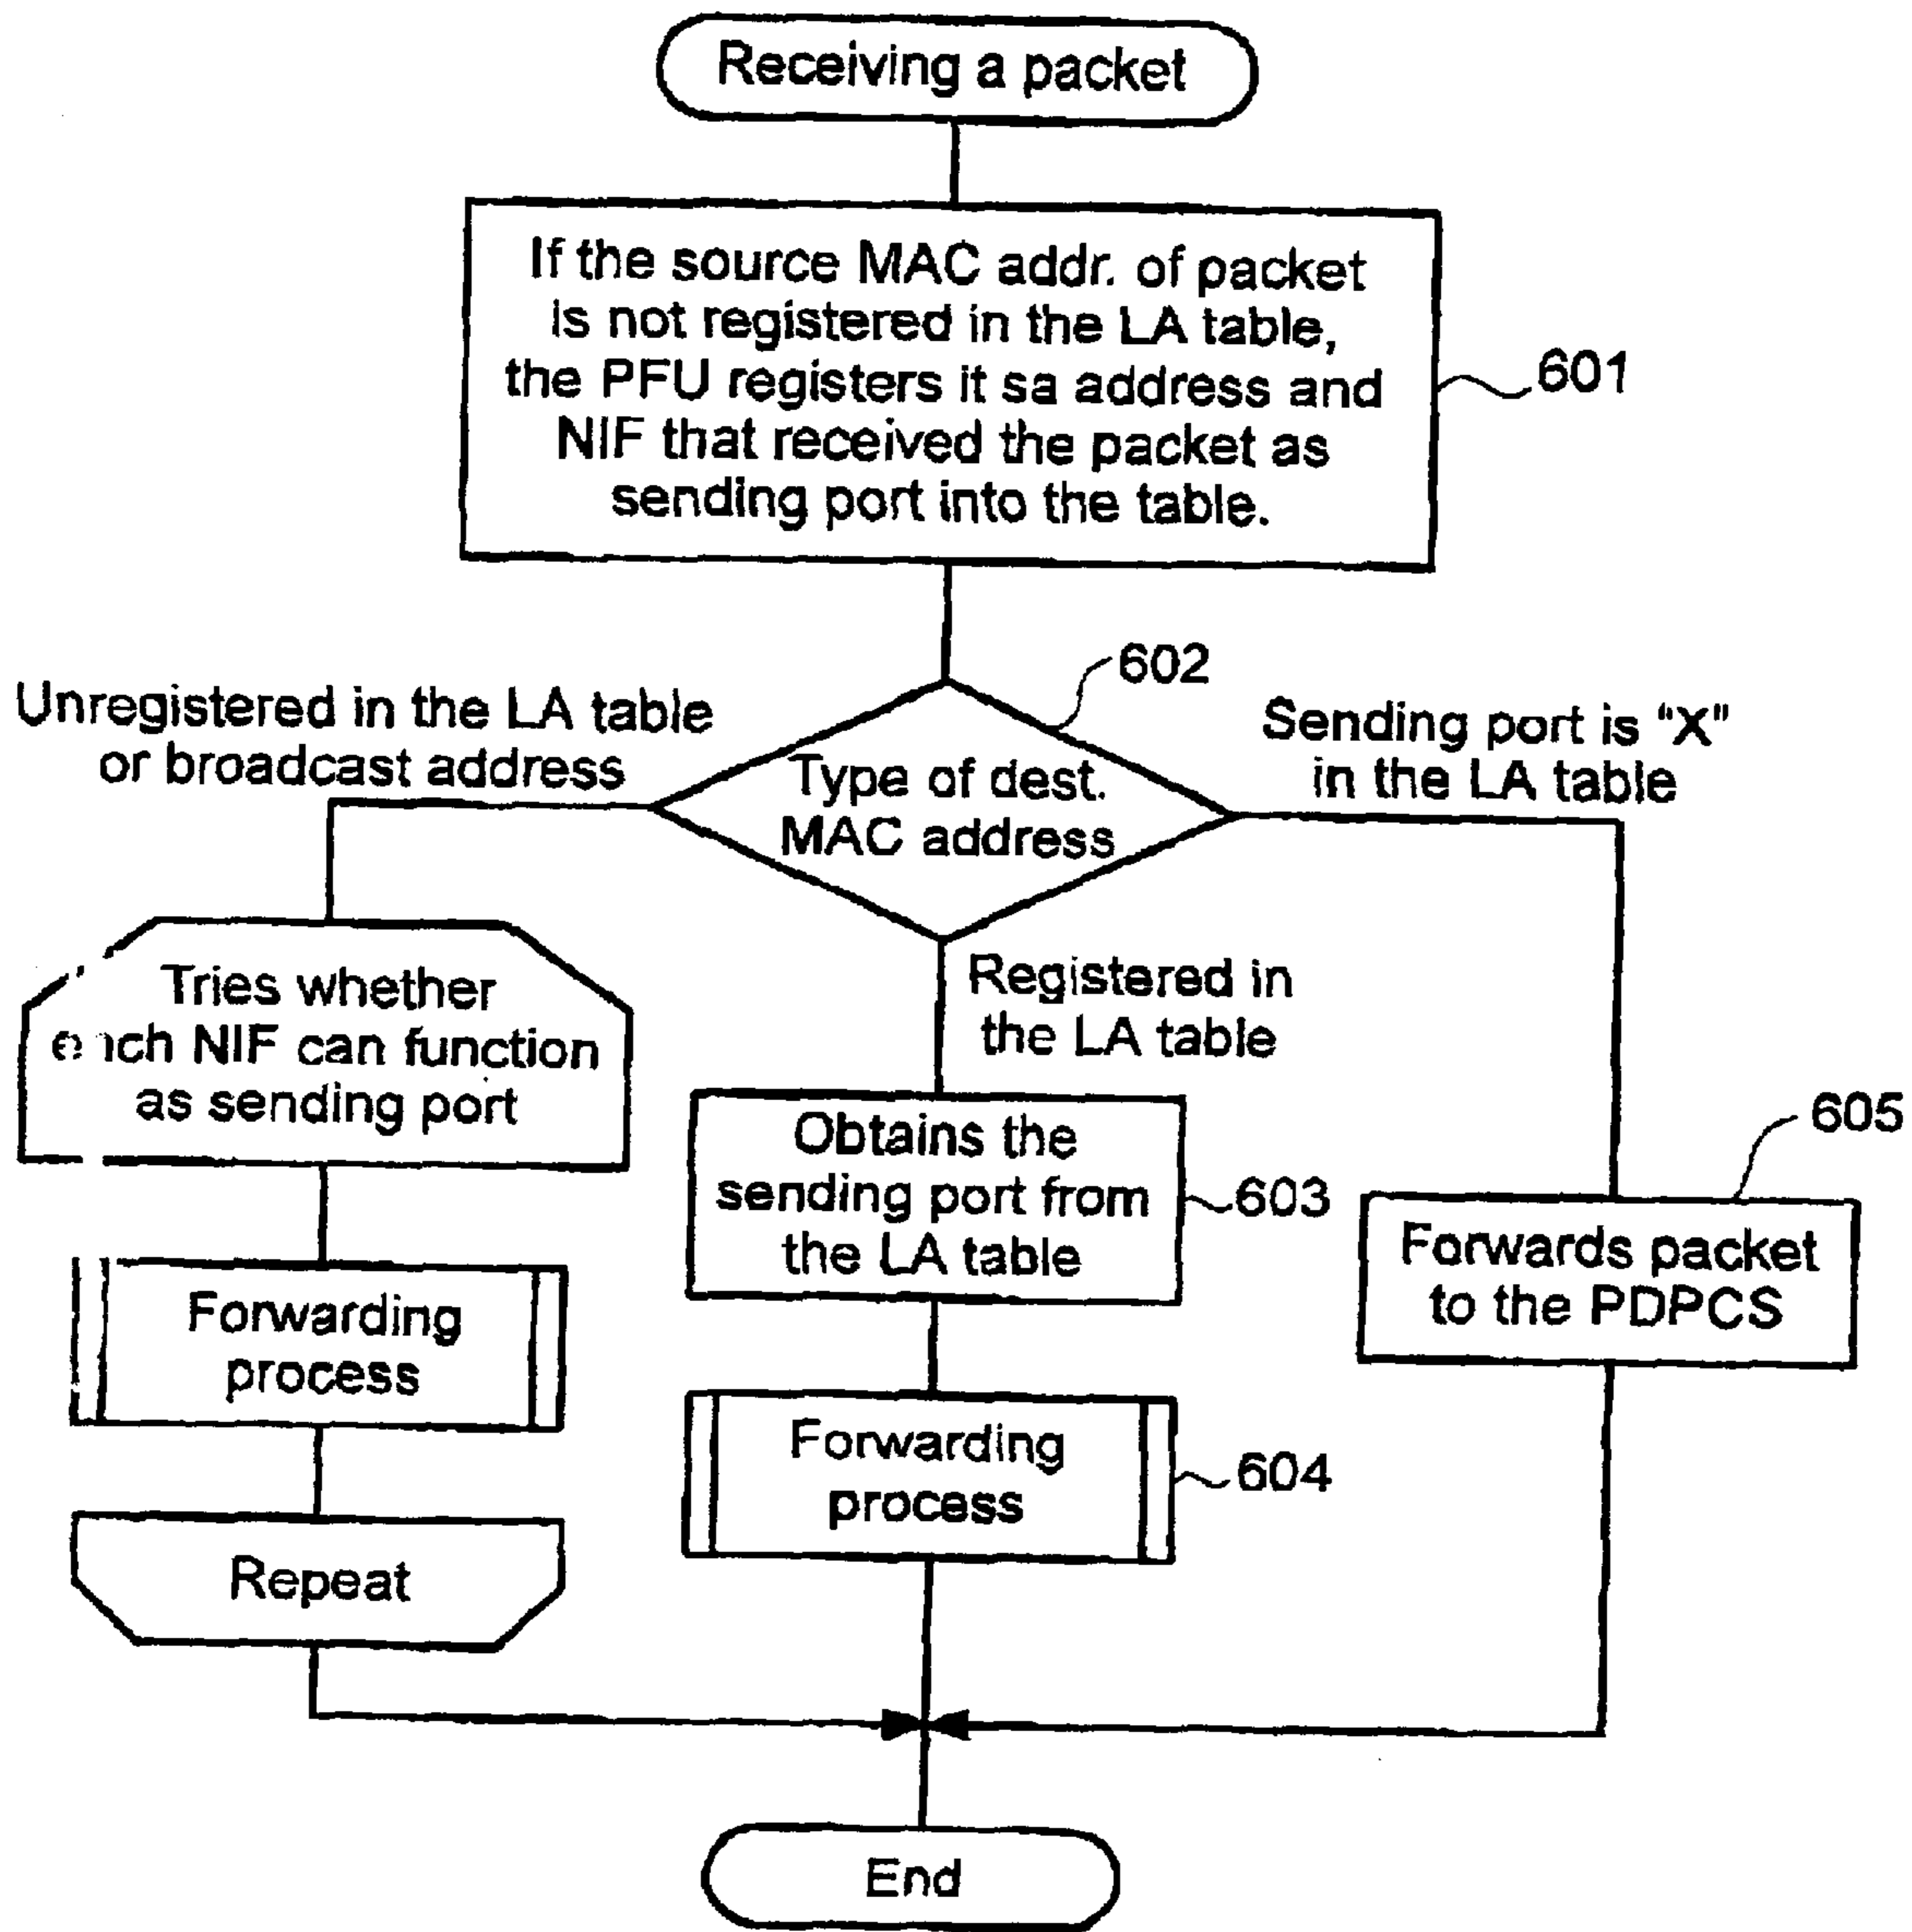 Receiving a packet
If the source MAC addr. of packet
is not registered in the LA table,
the PFU registers it sa address and
NIF that received the packet as
sending port into the table.
601
602
Unregistered in the LA table
or broadcast address
Type of dest.
MAC address
Sending port is “X”
in the LA table
Tries whether
each NIF can function
as sending port
Registered in
the LA table
Obtains the
sending port from
the LA table
603
605
Forwards packet
to the PDPCS
Forwarding
process
Forwarding
process
604
Repeat
End